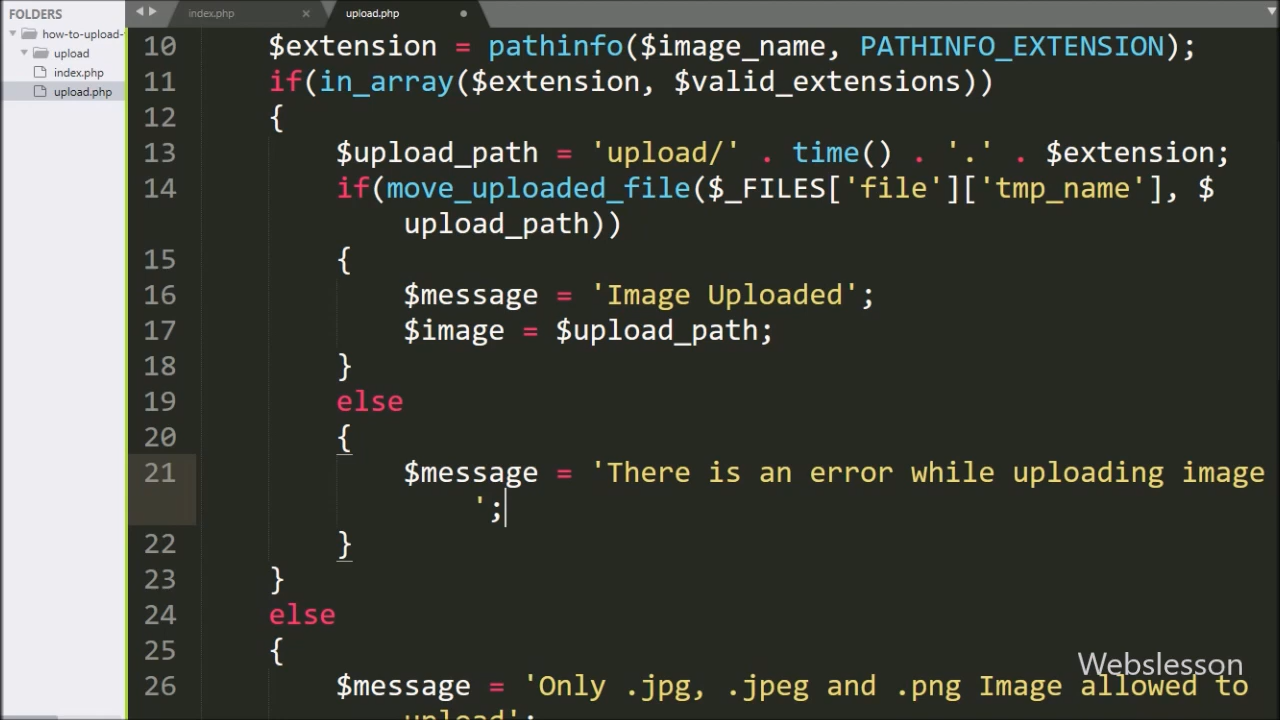 FOLDERS
how-to-upload-
upload
index.php
upload.php
index.php
upload.php
10 $extension = pathinfo($image_name, PATHINFO_EXTENSION);
11 if(in_array($extension, $valid_extensions))
12 {
13 $upload_path = 'upload/' . time() . '.' . $extension;
14 if(move_uploaded_file($_FILES['file']['tmp_name'], $
upload_path))
15 {
16 $message = 'Image Uploaded';
17 $image = $upload_path;
18 }
19 else
20 {
21 $message = 'There is an error while uploading image
';
22 }
23 }
24 else
25 {
26 $message = 'Only .jpg, .jpeg and .png Image allowed to
upload';
Webslesson